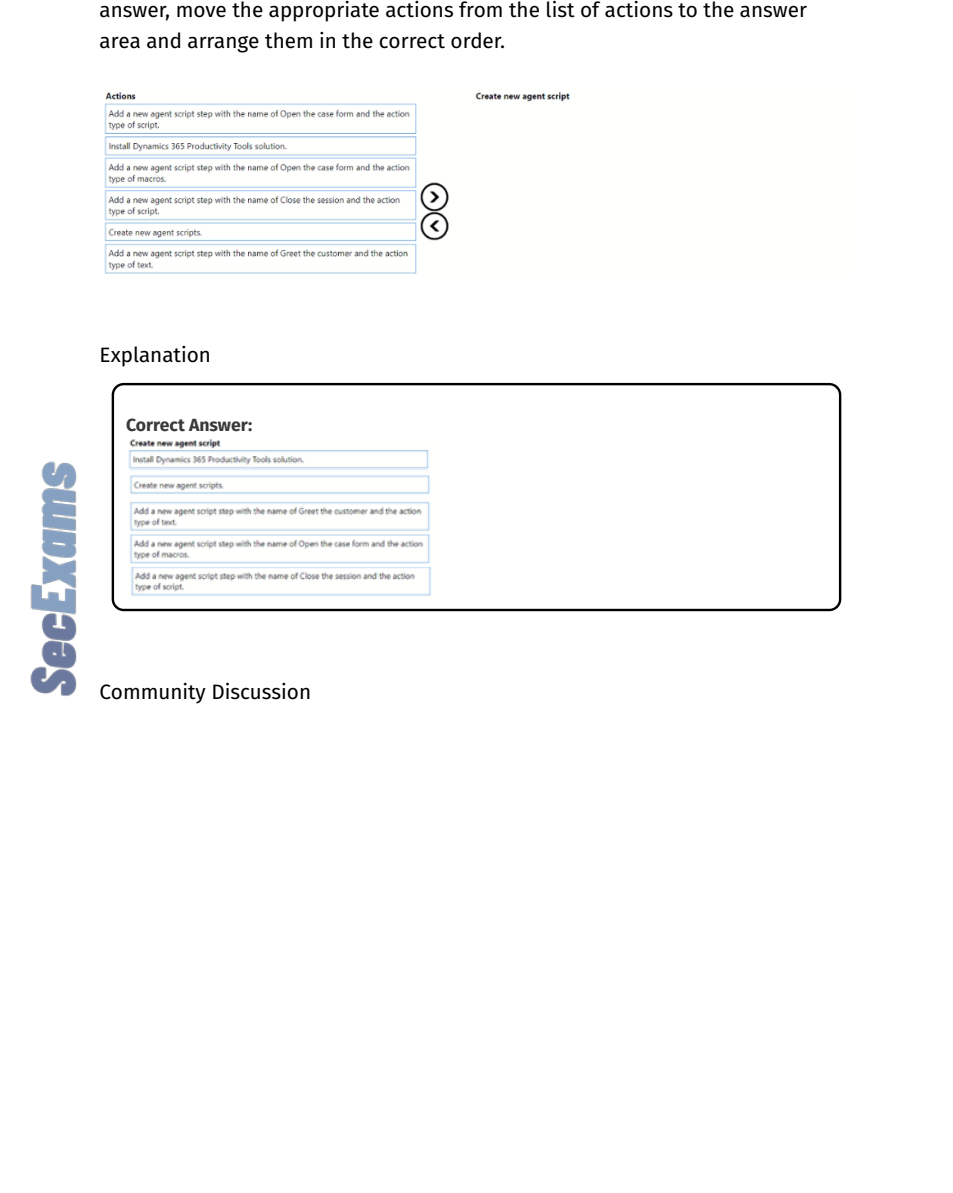 answer, move the appropriate actions from the list of actions to the answer
area and arrange them in the correct order.
Actions
Create new agent script
Add a new agent script step with the name of Open the case form and the action
type of script.
Install Dynamics 365 Productivity Tools solution.
Add a new agent script step with the name of Open the case form and the action
type of macros.
Add a new agent script step with the name of Close the session and the action
type of script.
Create new agent scripts.
Add a new agent script step with the name of Greet the customer and the action
type of text.
Explanation
Correct Answer:
Create new agent script
Install Dynamics 365 Productivity Tools solution.
Create new agent scripts.
Add a new agent script step with the name of Greet the customer and the action
type of text.
Add a new agent script step with the name of Open the case form and the action
type of macros.
Add a new agent script step with the name of Close the session and the action
type of script.
SecExams
Community Discussion